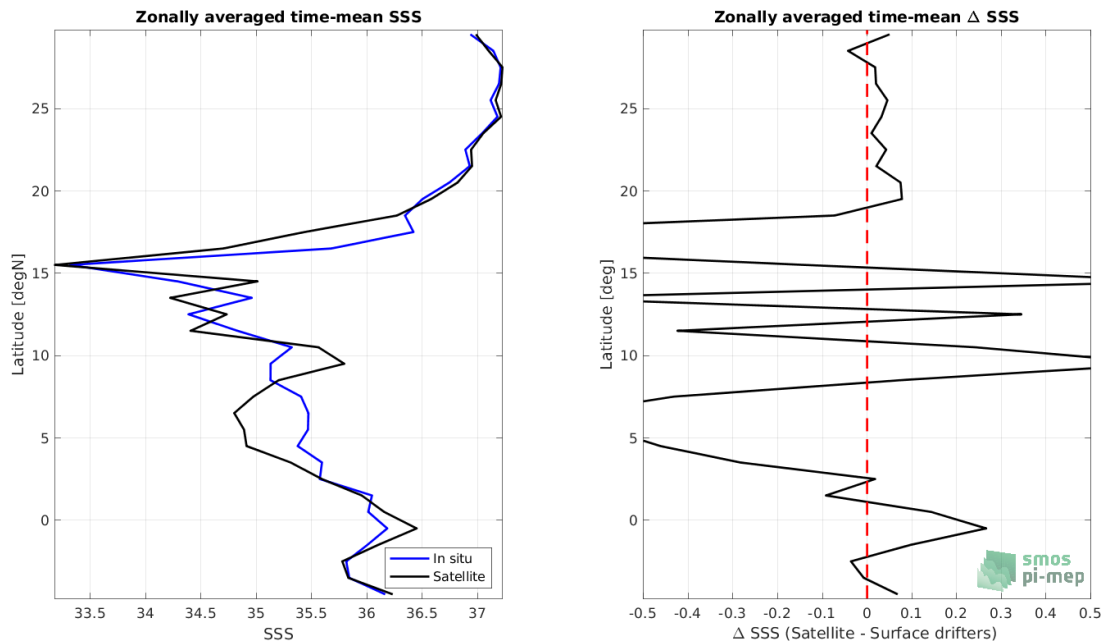 Zonally averaged time-mean SSS
Latitude [degN]
25
20
15
10
5
0
33.5 34 34.5 35 35.5 36 36.5 37
SSS
In situ
Satellite
Zonally averaged time-mean Δ SSS
Latitude [deg]
25
20
15
10
5
0
-0.5 -0.4 -0.3 -0.2 -0.1 0 0.1 0.2 0.3 0.4 0.5
Δ SSS (Satellite - Surface drifters)
smos
pi-mep